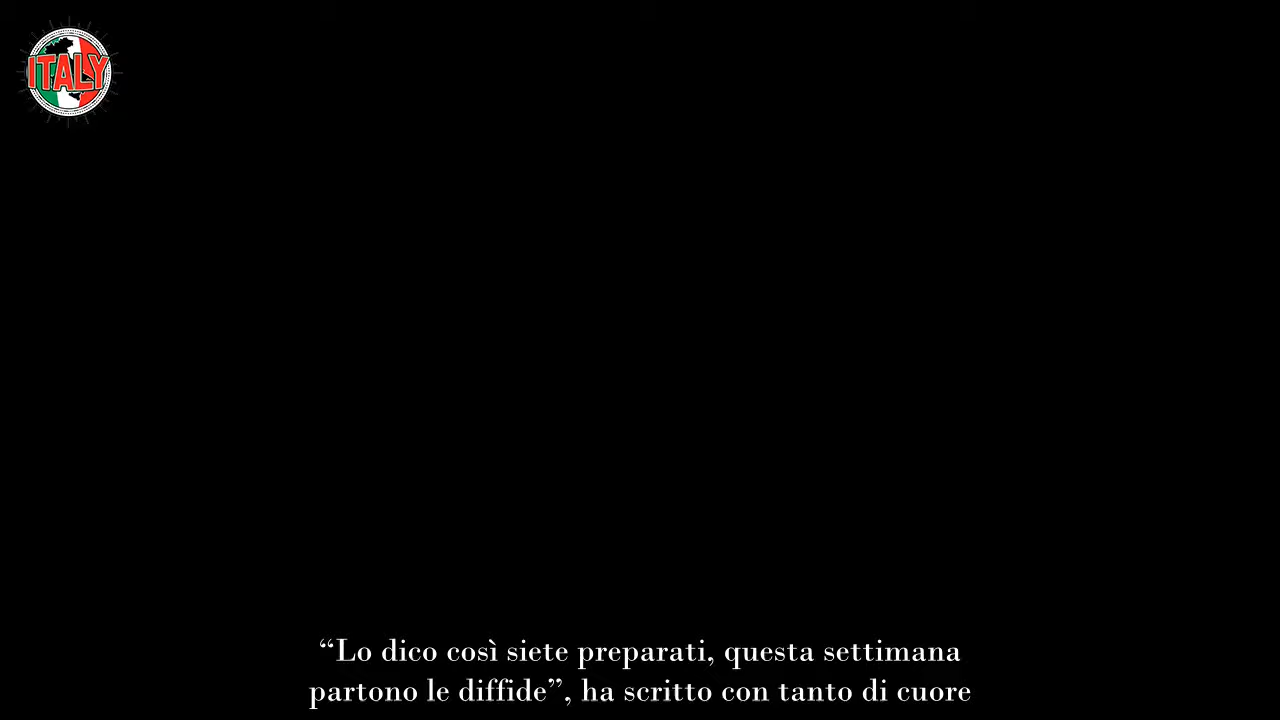 ITALY
“Lo dico così siete preparati, questa settimana
partono le diffide”, ha scritto con tanto di cuore